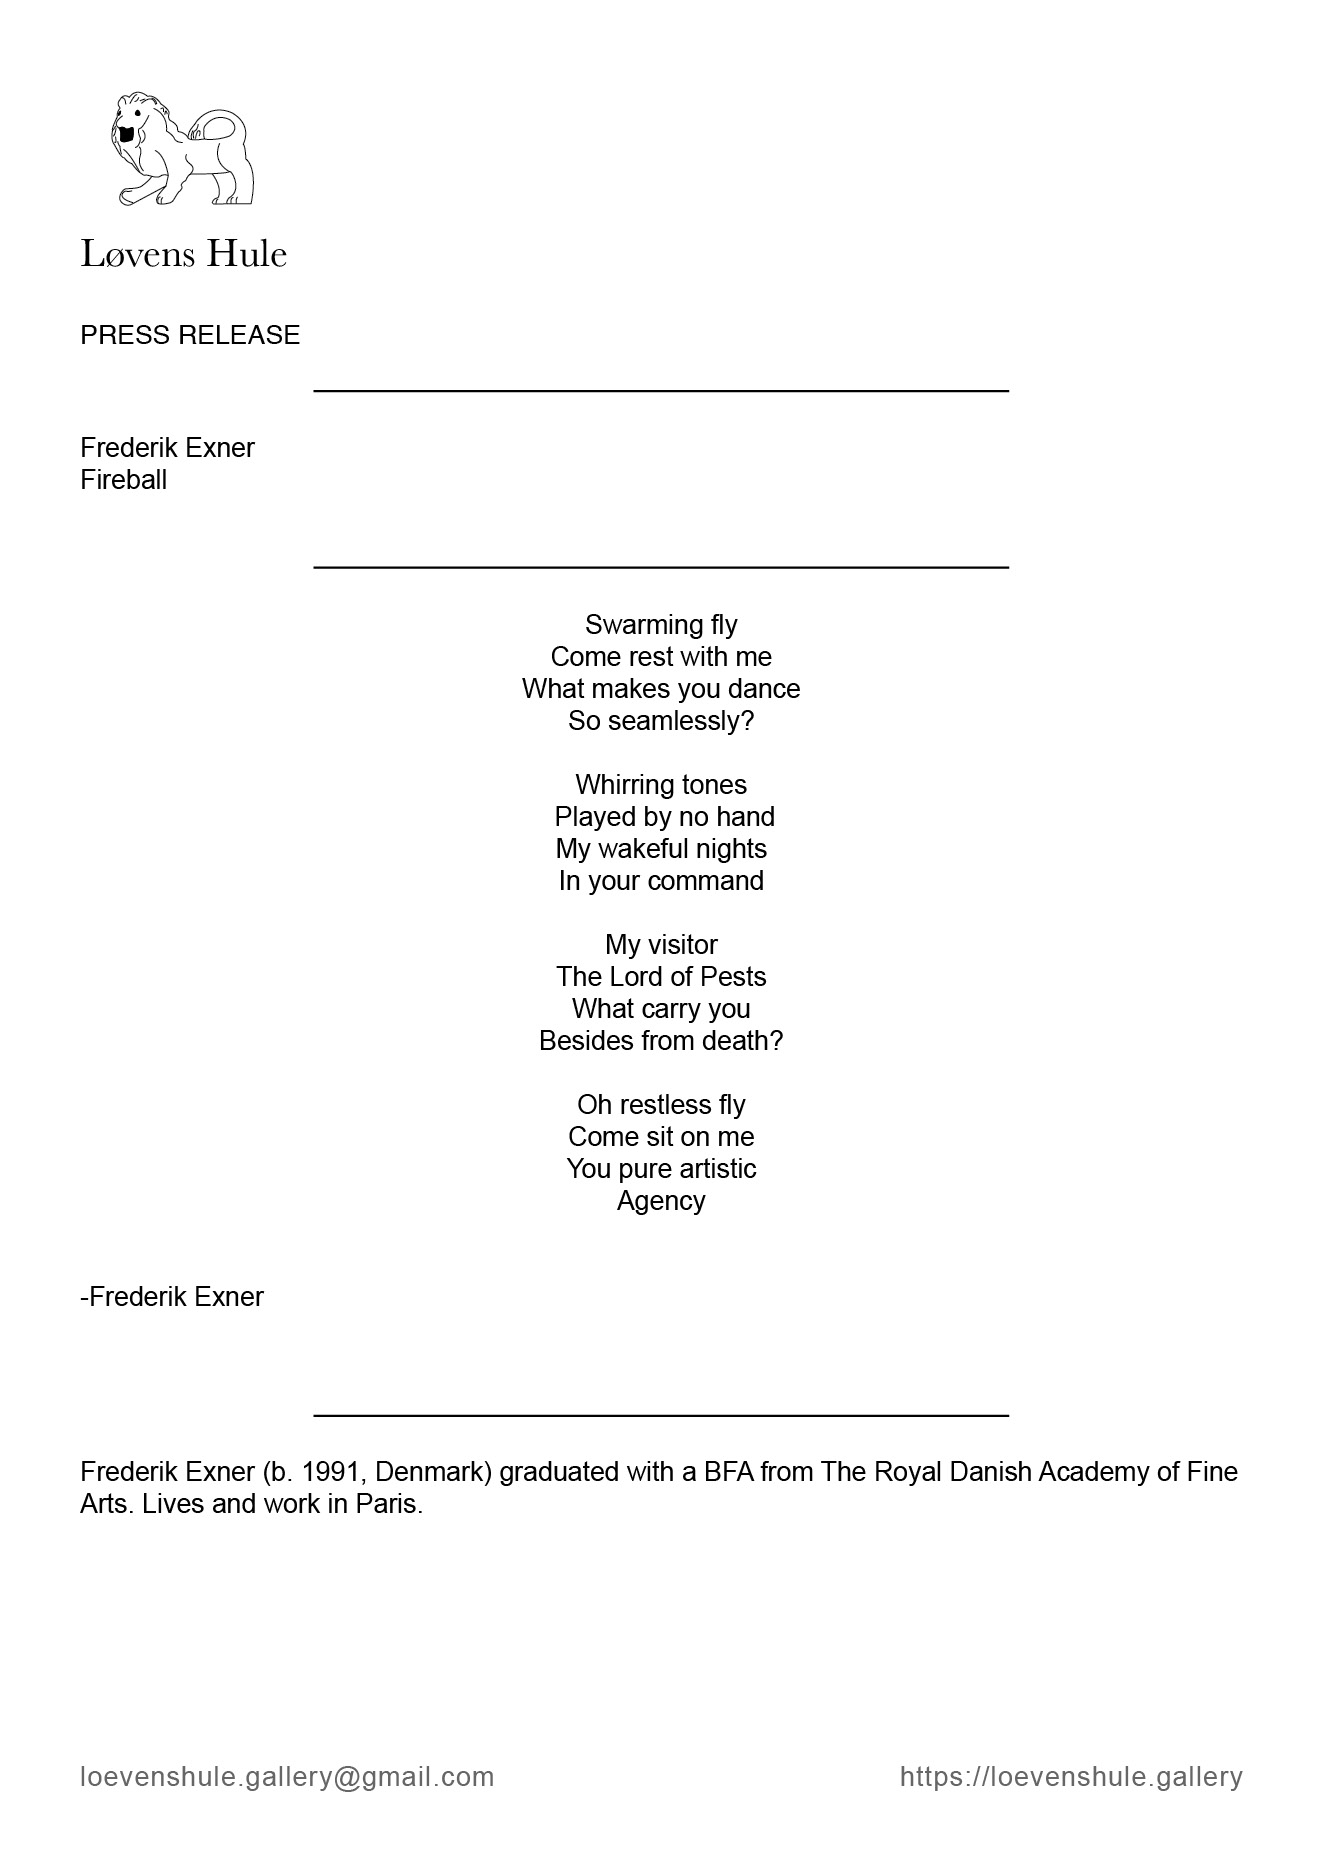 Løvens Hule
PRESS RELEASE
Frederik Exner
Fireball
Swarming fly
Come rest with me
What makes you dance
So seamlessly?
Whirring tones
Played by no hand
My wakeful nights
In your command
My visitor
The Lord of Pests
What carry you
Besides from death?
Oh restless fly
Come sit on me
You pure artistic
Agency
-Frederik Exner
Frederik Exner (b. 1991, Denmark) graduated with a BFA from The Royal Danish Academy of Fine
Arts. Lives and work in Paris.
loevenshule.gallery@gmail.com
https://loevenshule.gallery